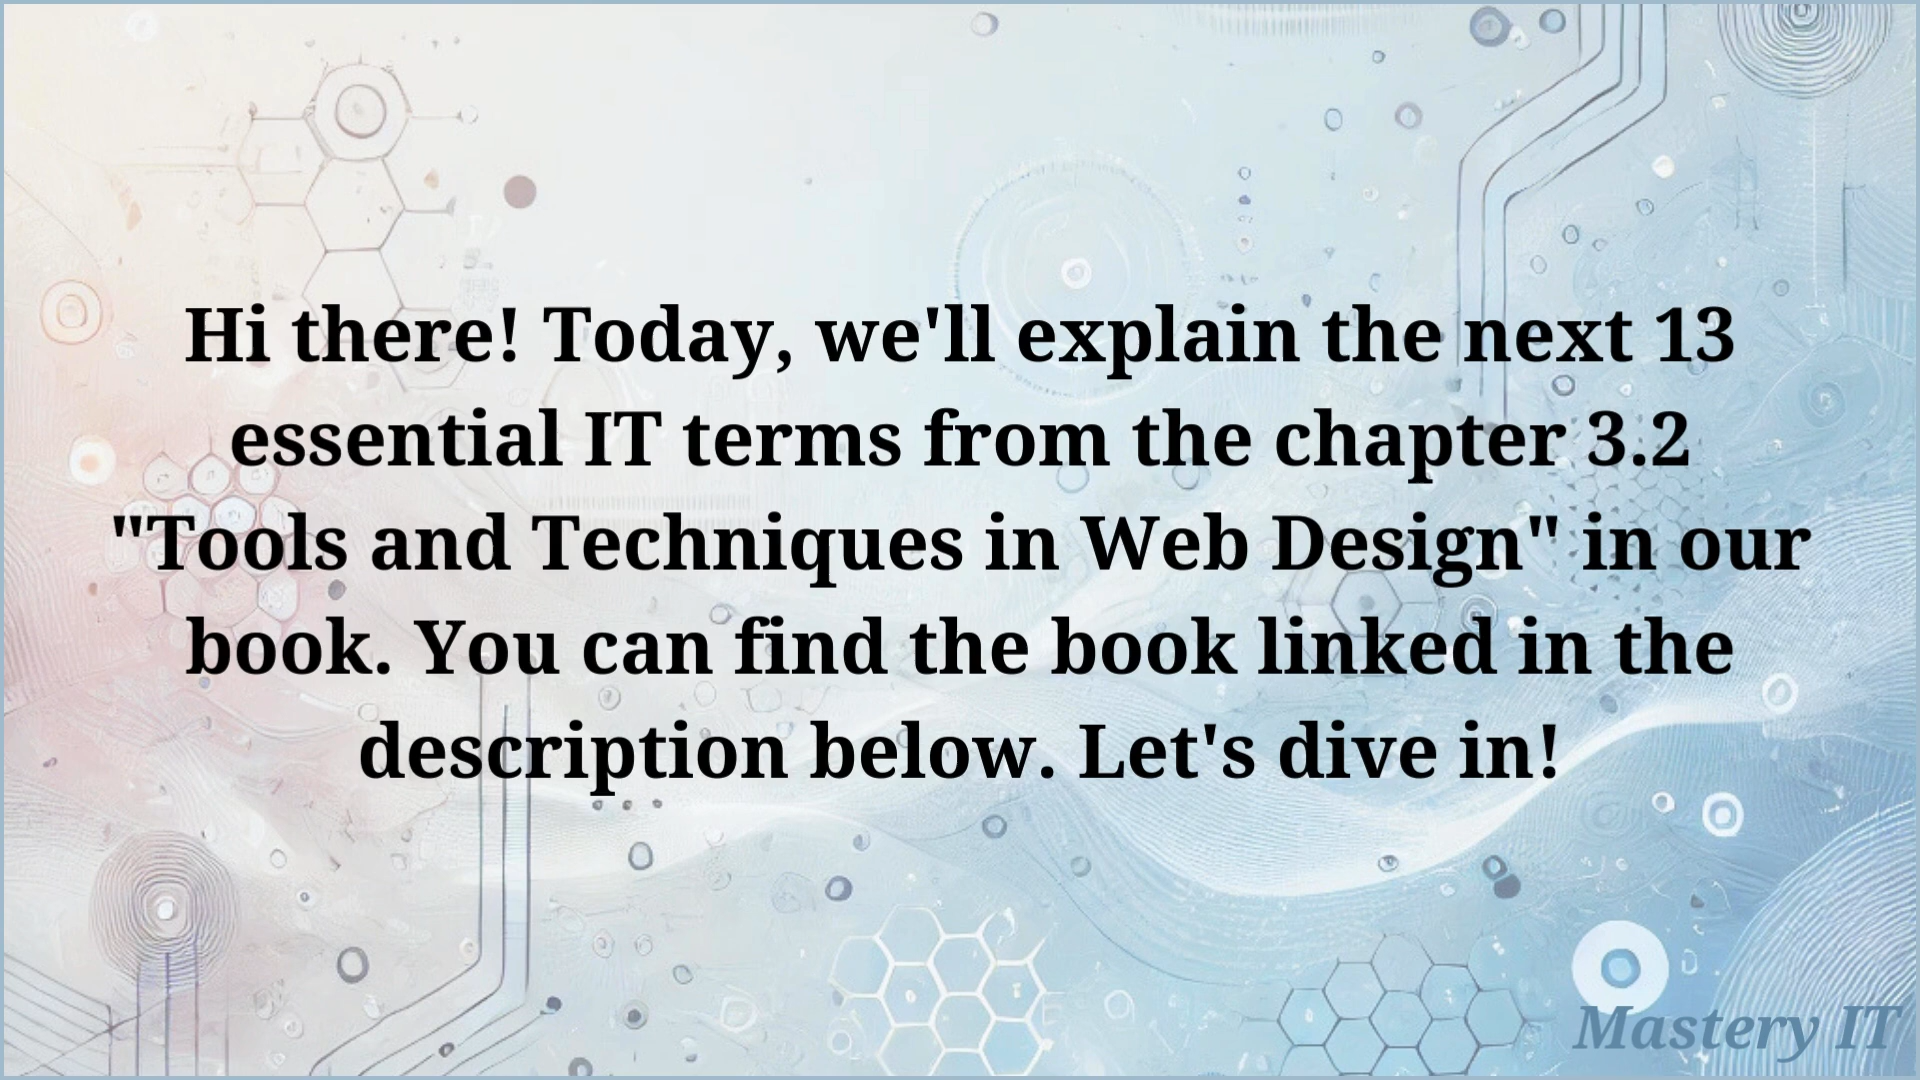 Hi there! Today, we'll explain the next 13
essential IT terms from the chapter 3.2
"Tools and Techniques in Web Design" in our
book. You can find the book linked in the
description below. Let's dive in!
Mastery IT